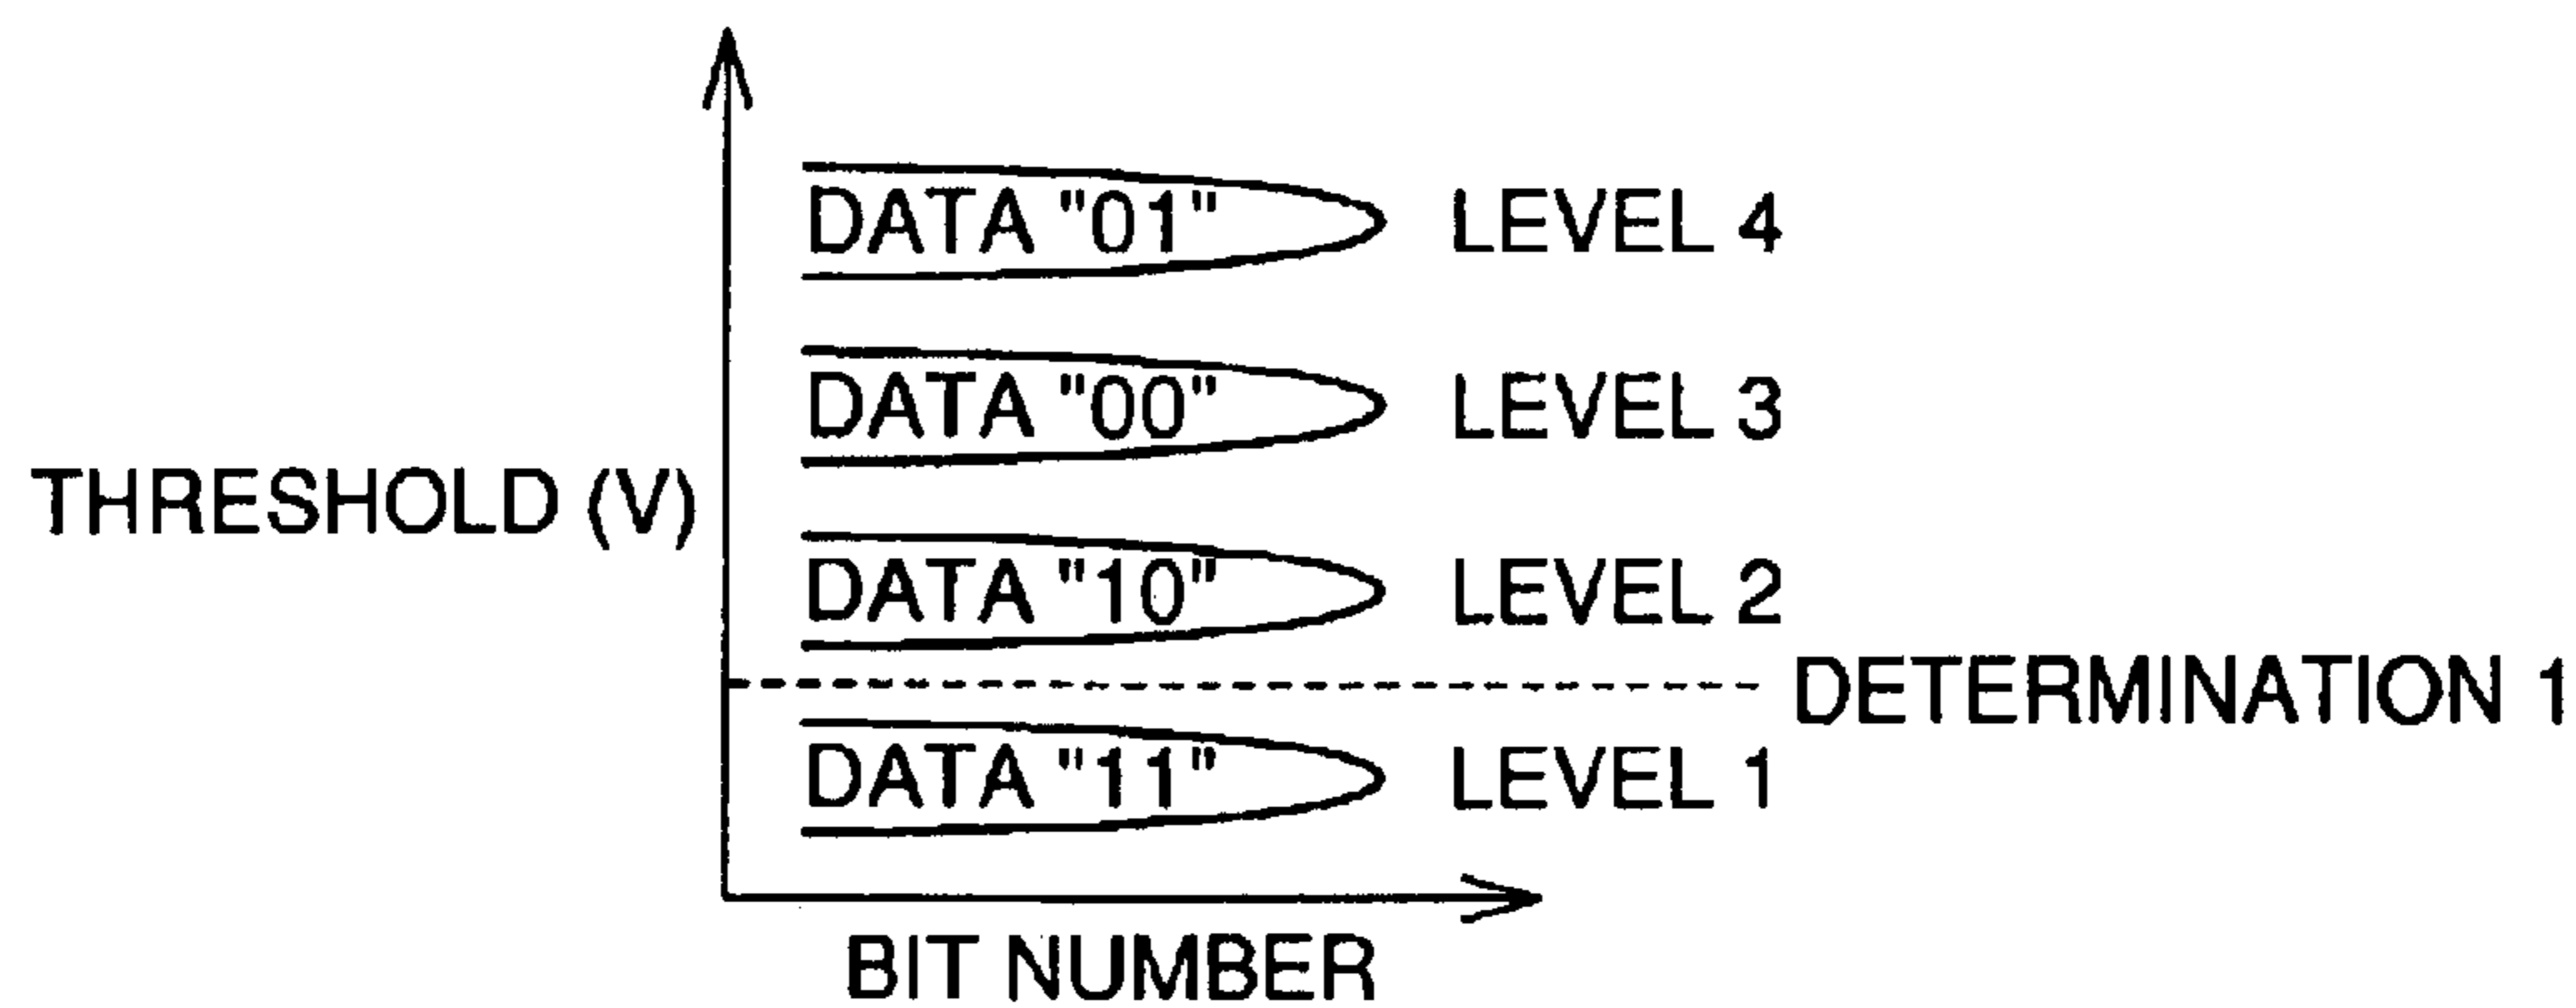 DATA "01" LEVEL 4
DATA "00" LEVEL 3
THRESHOLD (V)
DATA "10" LEVEL 2
DETERMINATION 1
DATA "11" LEVEL 1
BIT NUMBER